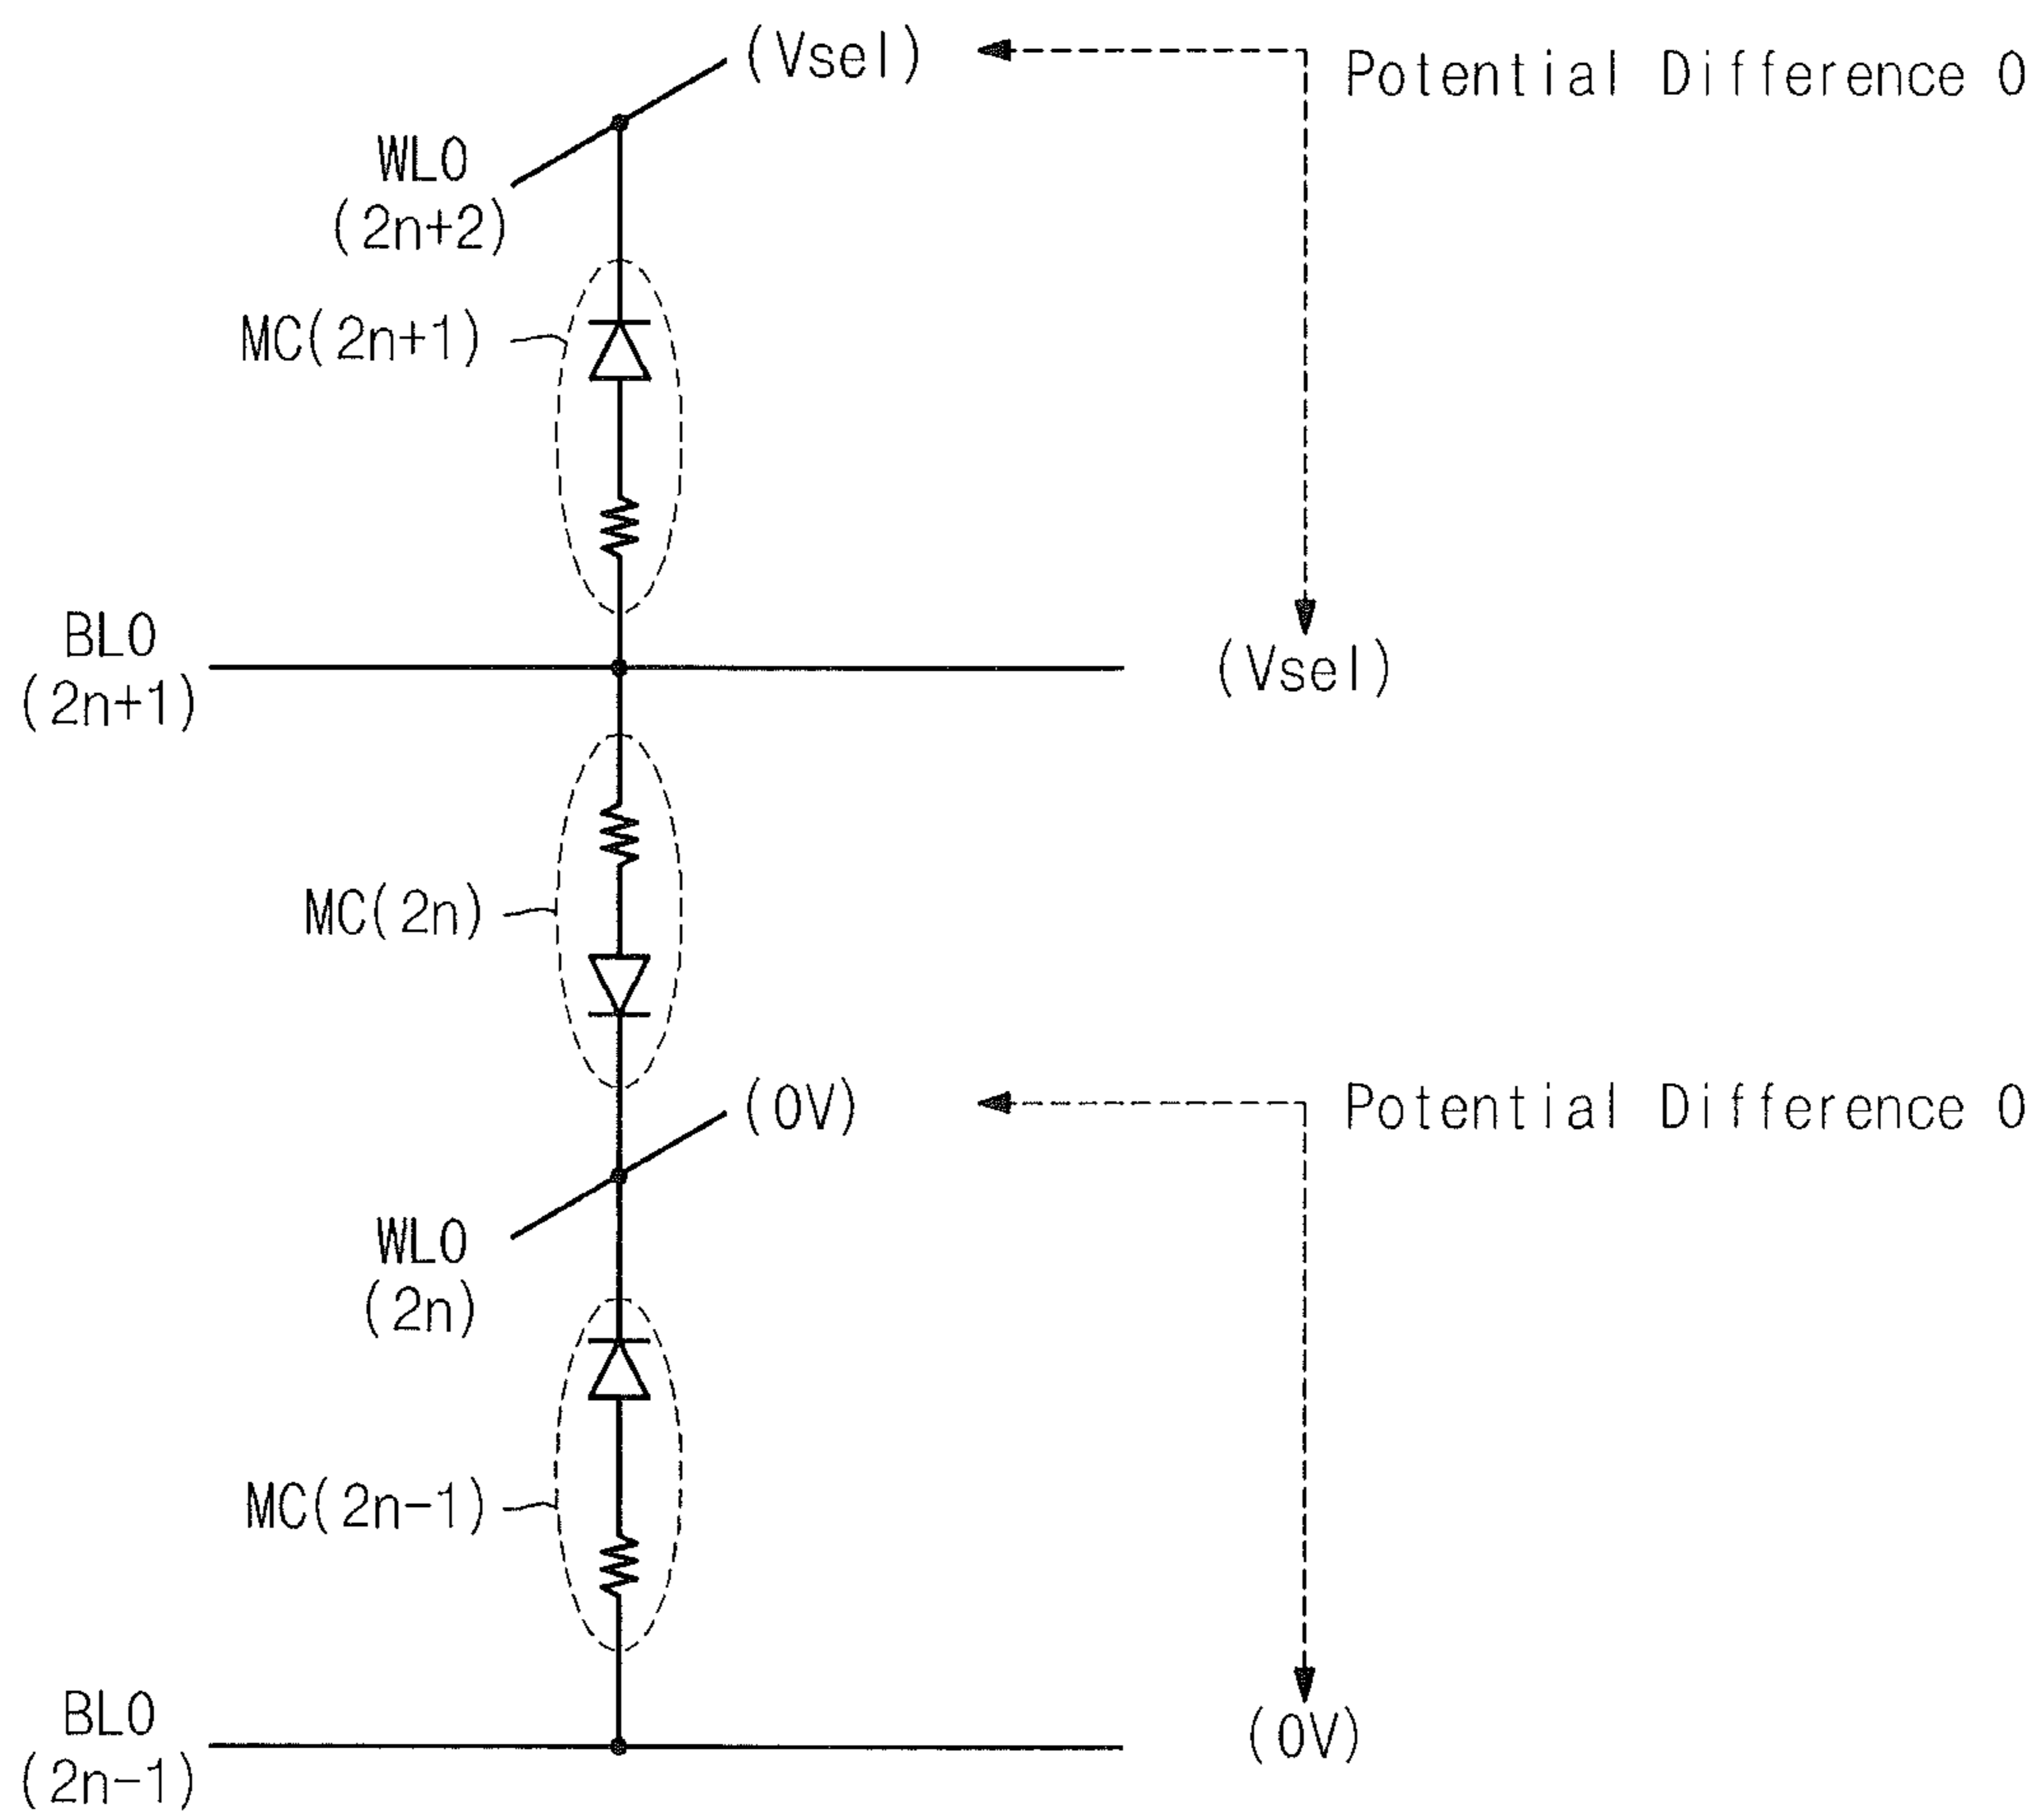 (Vsel)
Potential Difference 0
WL0
(2n+2)
MC(2n+1)
BL0
(2n+1)
(Vsel)
MC(2n)
(0V)
Potential Difference 0
WL0
(2n)
MC(2n-1)
BL0
(2n-1)
(0V)